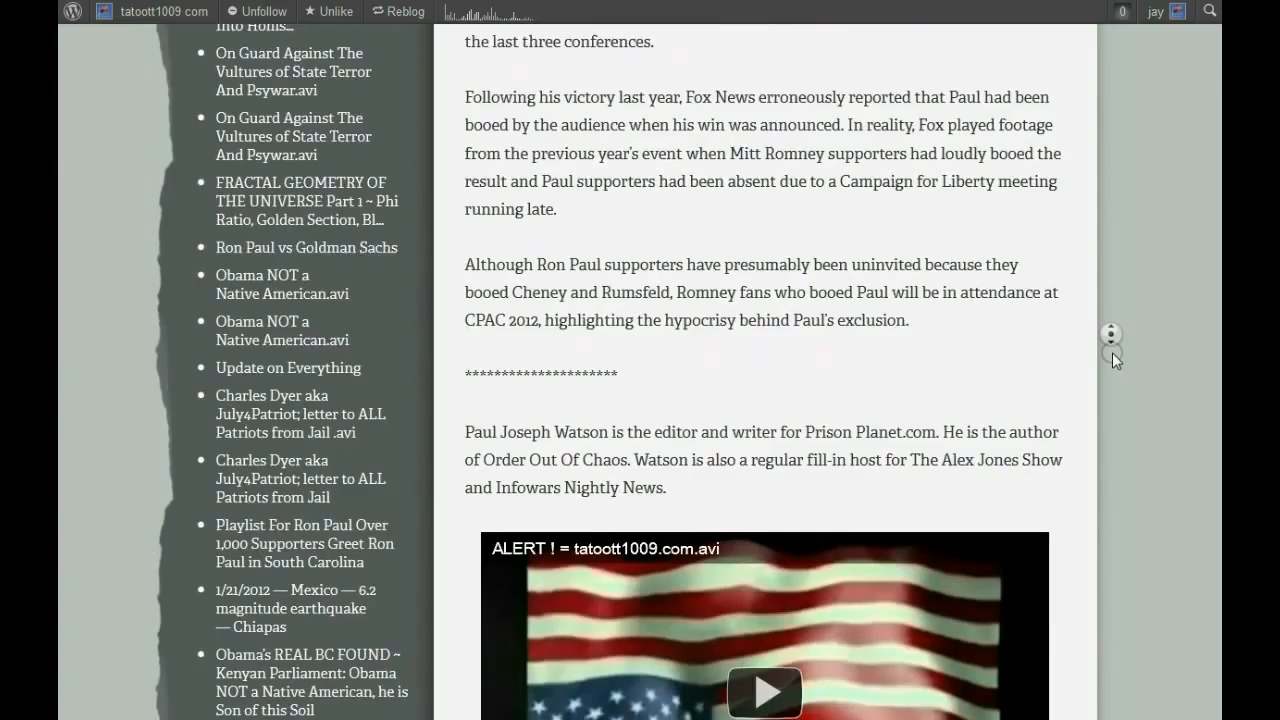 tatoott1009 com
Unfollow
Unlike
Reblog
0
jay
On Guard Against The
Vultures of State Terror
And Psywar.avi
On Guard Against The
Vultures of State Terror
And Psywar.avi
FRACTAL GEOMETRY OF
THE UNIVERSE Part 1 ~ Phi
Ratio, Golden Section, Bl...
Ron Paul vs Goldman Sachs
Obama NOT a
Native American.avi
Obama NOT a
Native American.avi
Update on Everything
Charles Dyer aka
July4Patriot; letter to ALL
Patriots from Jail .avi
Charles Dyer aka
July4Patriot; letter to ALL
Patriots from Jail
Playlist For Ron Paul Over
1,000 Supporters Greet Ron
Paul in South Carolina
1/21/2012 — Mexico — 6.2
magnitude earthquake
— Chiapas
Obama's REAL BC FOUND ~
Kenyan Parliament: Obama
NOT a Native American, he is
Son of this Soil
the last three conferences.
Following his victory last year, Fox News erroneously reported that Paul had been
booed by the audience when his win was announced. In reality, Fox played footage
from the previous year's event when Mitt Romney supporters had loudly booed the
result and Paul supporters had been absent due to a Campaign for Liberty meeting
running late.
Although Ron Paul supporters have presumably been uninvited because they
booed Cheney and Rumsfeld, Romney fans who booed Paul will be in attendance at
CPAC 2012, highlighting the hypocrisy behind Paul's exclusion.
*********************
Paul Joseph Watson is the editor and writer for Prison Planet.com. He is the author
of Order Out Of Chaos. Watson is also a regular fill-in host for The Alex Jones Show
and Infowars Nightly News.
ALERT ! = tatoott1009.com.avi